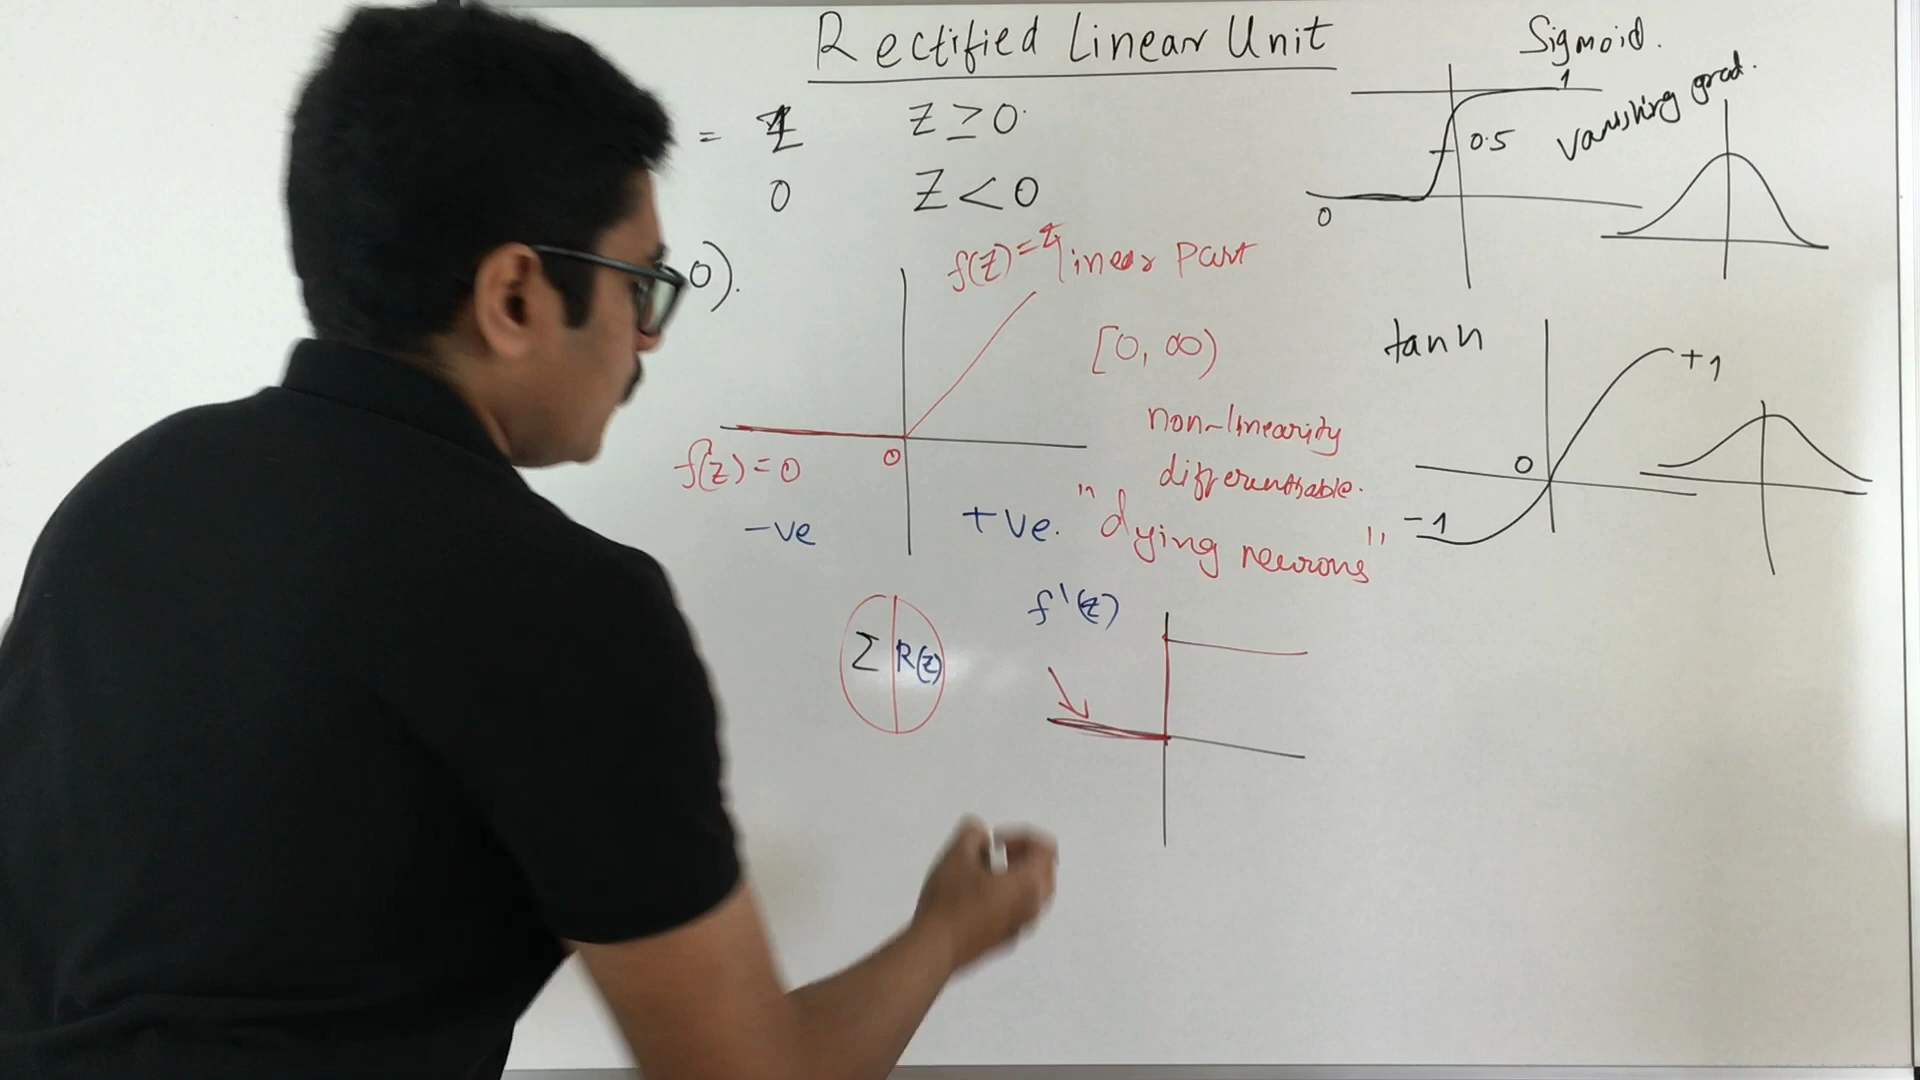 Rectified Linear Unit
= z z ≥ 0
0 z < 0
0).
f(z) = z linear part
[0, ∞)
non-linearity
differentiable.
f(z) = 0 0
-ve +ve.
"dying neurons"
Σ R(z)
f'(z)
Sigmoid.
1
0.5
vanishing grad.
0
tanh
+1
0
-1